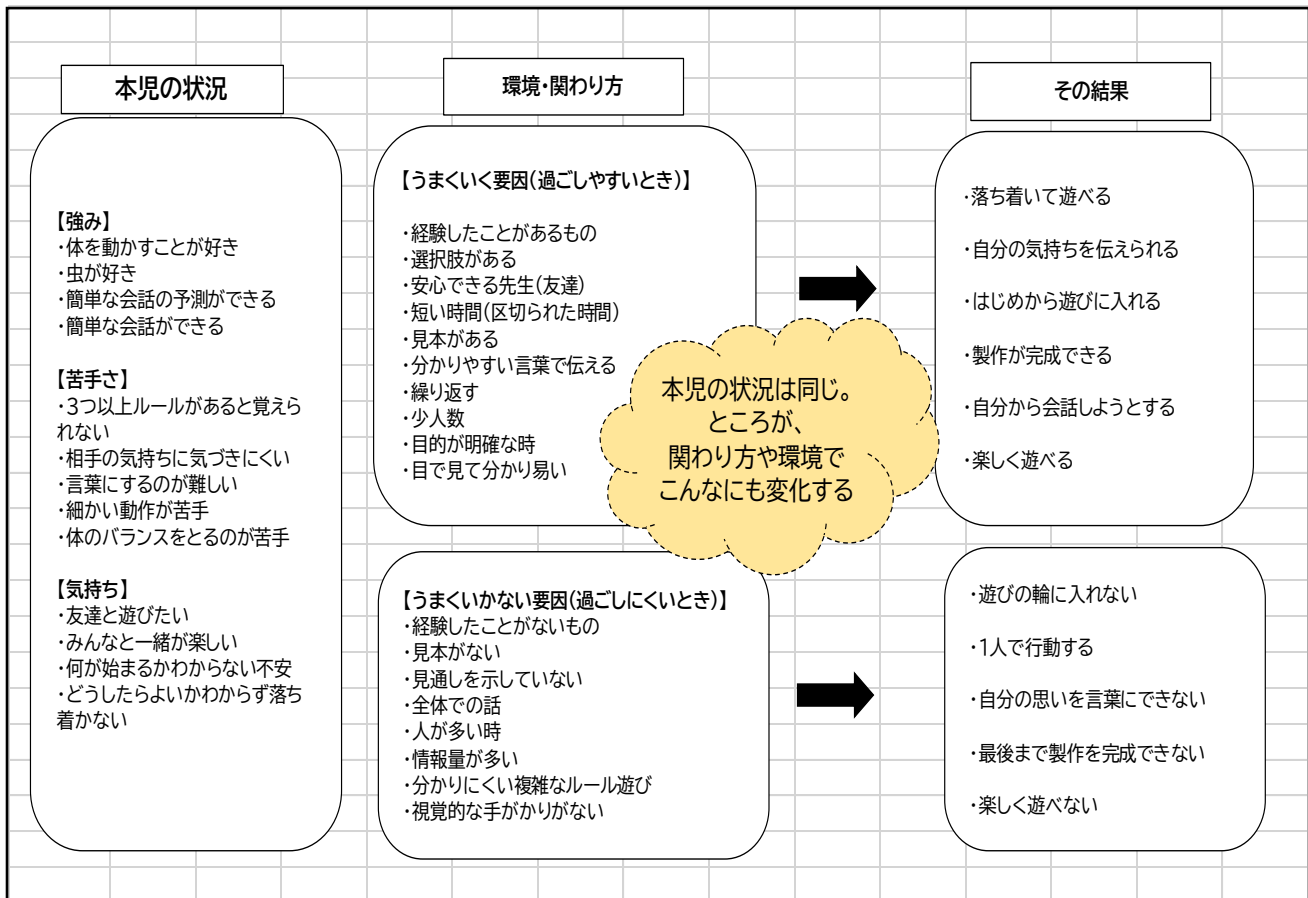 本児の状況
【強み】
・体を動かすことが好き
・虫が好き
・簡単な会話の予測ができる
・簡単な会話ができる
【苦手さ】
・3つ以上ルールがあると覚えら
れない
・相手の気持ちに気づきにくい
・言葉にするのが難しい
・細かい動作が苦手
・体のバランスをとるのが苦手
【気持ち】
・友達と遊びたい
・みんなと一緒が楽しい
・何が始まるかわからない不安
・どうしたらよいかわからず落ち
着かない
環境・関わり方
【うまくいく要因(過ごしやすいとき)】
・経験したことがあるもの
・選択肢がある
・安心できる先生(友達)
・短い時間(区切られた時間)
・見本がある
・分かりやすい言葉で伝える
・繰り返す
・少人数
・目的が明確な時
・目で見て分かり易い
本児の状況は同じ。
ところが、
関わり方や環境で
こんなにも変化する
【うまくいかない要因(過ごしにくいとき)】
・経験したことがないもの
・見本がない
・見通しを示していない
・全体での話
・人が多い時
・情報量が多い
・分かりにくい複雑なルール遊び
・視覚的な手がかりがない
その結果
・落ち着いて遊べる
・自分の気持ちを伝えられる
・はじめから遊びに入れる
・製作が完成できる
・自分から会話しようとする
・楽しく遊べる
・遊びの輪に入れない
・1人で行動する
・自分の思いを言葉にできない
・最後まで製作を完成できない
・楽しく遊べない